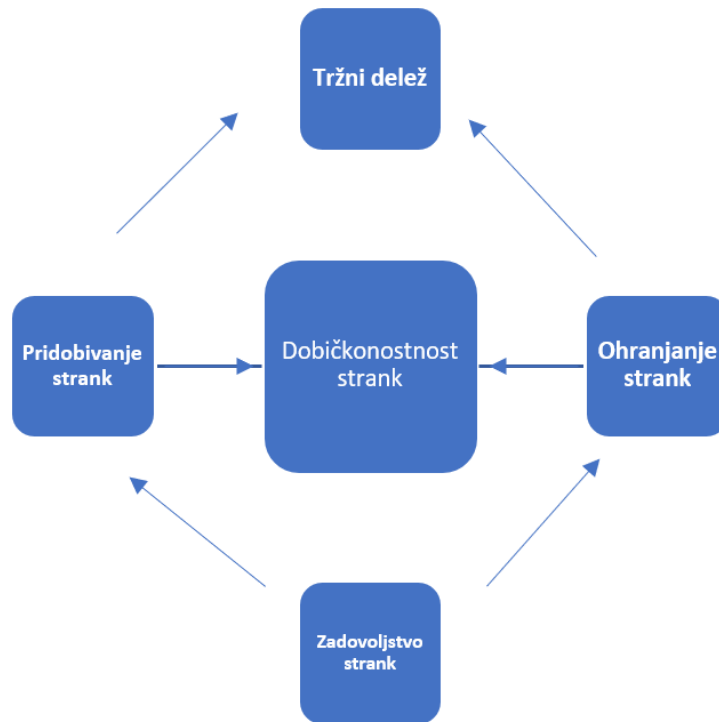 Tržni delež
Pridobivanje
strank
Dobičkonostnost
strank
Ohranjanje
strank
Zadovoljstvo
strank